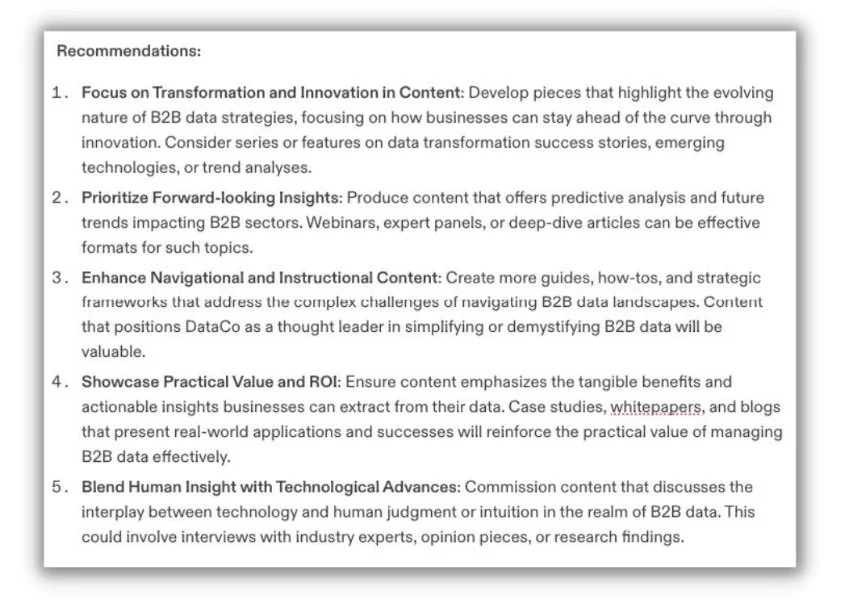 Recommendations:
1. Focus on Transformation and Innovation in Content: Develop pieces that highlight the evolving
nature of B2B data strategies, focusing on how businesses can stay ahead of the curve through
innovation. Consider series or features on data transformation success stories, emerging
technologies, or trend analyses.
2. Prioritize Forward-looking Insights: Produce content that offers predictive analysis and future
trends impacting B2B sectors. Webinars, expert panels, or deep-dive articles can be effective
formats for such topics.
3. Enhance Navigational and Instructional Content: Create more guides, how-tos, and strategic
frameworks that address the complex challenges of navigating B2B data landscapes. Content
that positions DataCo as a thought leader in simplifying or demystifying B2B data will be
valuable.
4. Showcase Practical Value and ROI: Ensure content emphasizes the tangible benefits and
actionable insights businesses can extract from their data. Case studies, whitepapers, and blogs
that present real-world applications and successes will reinforce the practical value of managing
B2B data effectively.
5. Blend Human Insight with Technological Advances: Commission content that discusses the
interplay between technology and human judgment or intuition in the realm of B2B data. This
could involve interviews with industry experts, opinion pieces, or research findings.